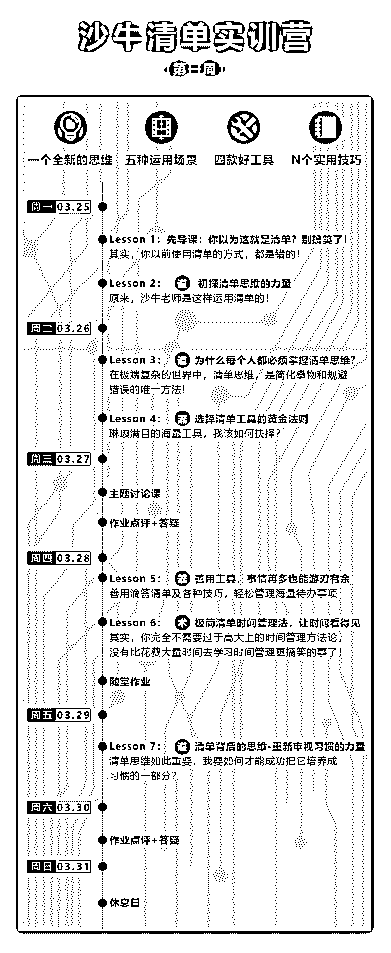 沙牛清单实训营
第一周
一个全新的思维 五种运用场景 四款好工具 N个实用技巧
周一 03.25
Lesson 1: 先导课：你以为这就是清单？别搞笑了！
其实，你以前使用清单的方式，都是错的！
Lesson 2: 道 初探清单思维的力量
原来，沙牛老师是这样运用清单的！
周二 03.26
Lesson 3: 道 为什么每个人都必须掌握清单思维？
在极端复杂的世界中，清单思维，是简化事物和规避
错误的唯一方法！
Lesson 4: 器 选择清单工具的黄金法则
琳琅满目的海量工具，我该如何抉择？
周三 03.27
主题讨论课
作业点评+答疑
周四 03.28
Lesson 5: 器 善用工具，事情再多也能游刃有余
善用滴答清单及各种技巧，轻松管理海量待办事项
Lesson 6: 术 极简清单时间管理法，让时间看得见
其实，你完全不需要过于高大上的时间管理方法论，
没有比花费大量时间去学习时间管理更搞笑的事了！
随堂作业
周五 03.29
Lesson 7: 道 清单背后的思维-重新审视习惯的力量
清单思维如此重要，我要如何才能成功把它培养成
习惯的一部分？
周六 03.30
作业点评+答疑
周日 03.31
休息日